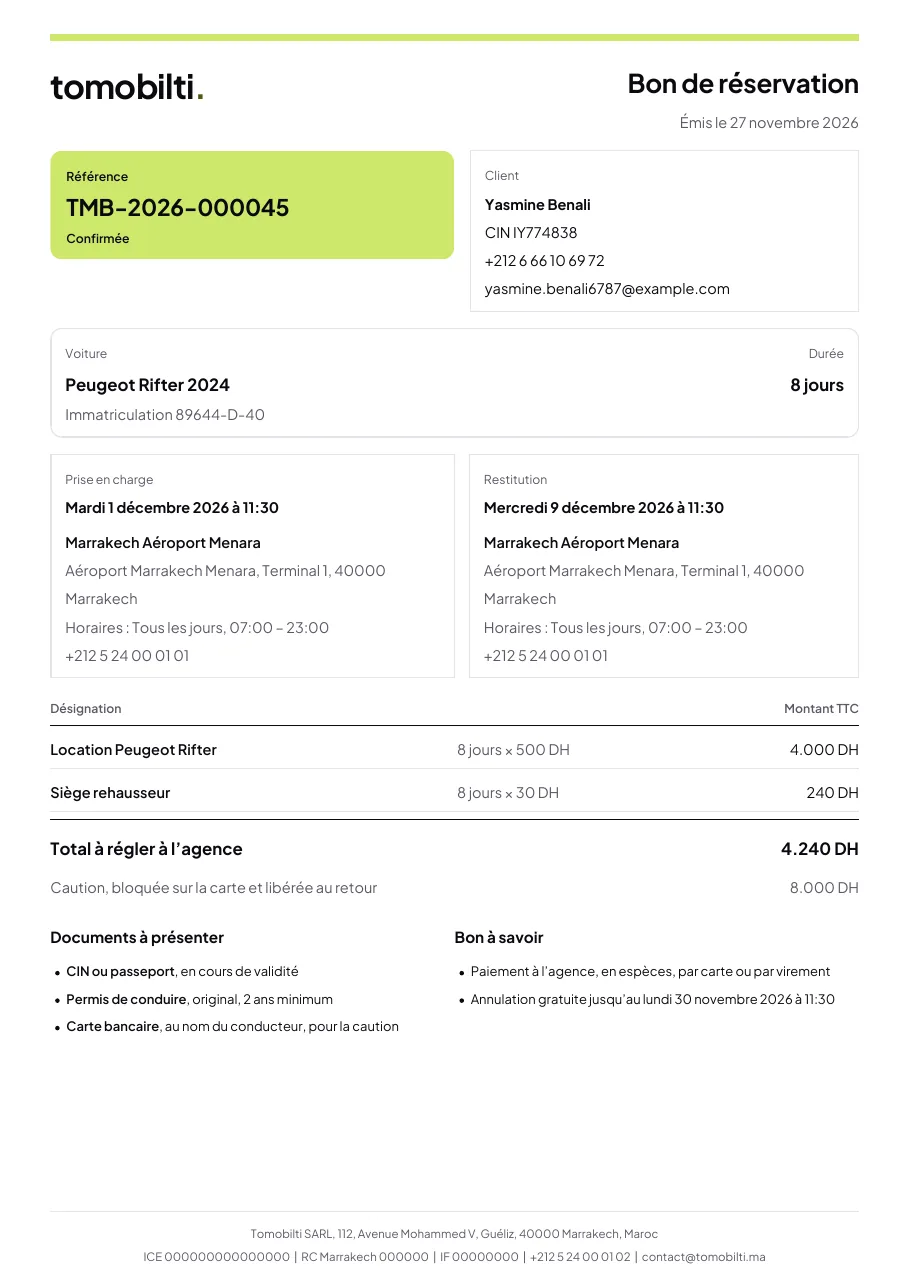 tomobilti.
Bon de réservation
Émis le 27 novembre 2026
Référence
TMB-2026-000045
Confirmée
Client
Yasmine Benali
CIN IY774838
+212 6 66 10 69 72
yasmine.benali6787@example.com
Voiture
Durée
Peugeot Rifter 2024
8 jours
Immatriculation 89644-D-40
Prise en charge
Mardi 1 décembre 2026 à 11:30
Marrakech Aéroport Menara
Aéroport Marrakech Menara, Terminal 1, 40000
Marrakech
Horaires : Tous les jours, 07:00 – 23:00
+212 5 24 00 01 01
Restitution
Mercredi 9 décembre 2026 à 11:30
Marrakech Aéroport Menara
Aéroport Marrakech Menara, Terminal 1, 40000
Marrakech
Horaires : Tous les jours, 07:00 – 23:00
+212 5 24 00 01 01
Désignation Montant TTC
Location Peugeot Rifter 8 jours × 500 DH 4.000 DH
Siège rehausseur 8 jours × 30 DH 240 DH
Total à régler à l’agence 4.240 DH
Caution, bloquée sur la carte et libérée au retour 8.000 DH
Documents à présenter
• CIN ou passeport, en cours de validité
• Permis de conduire, original, 2 ans minimum
• Carte bancaire, au nom du conducteur, pour la caution
Bon à savoir
• Paiement à l’agence, en espèces, par carte ou par virement
• Annulation gratuite jusqu’au lundi 30 novembre 2026 à 11:30
Tomobilti SARL, 112, Avenue Mohammed V, Guéliz, 40000 Marrakech, Maroc
ICE 000000000000000 | RC Marrakech 000000 | IF 00000000 | +212 5 24 00 01 02 | contact@tomobilti.ma